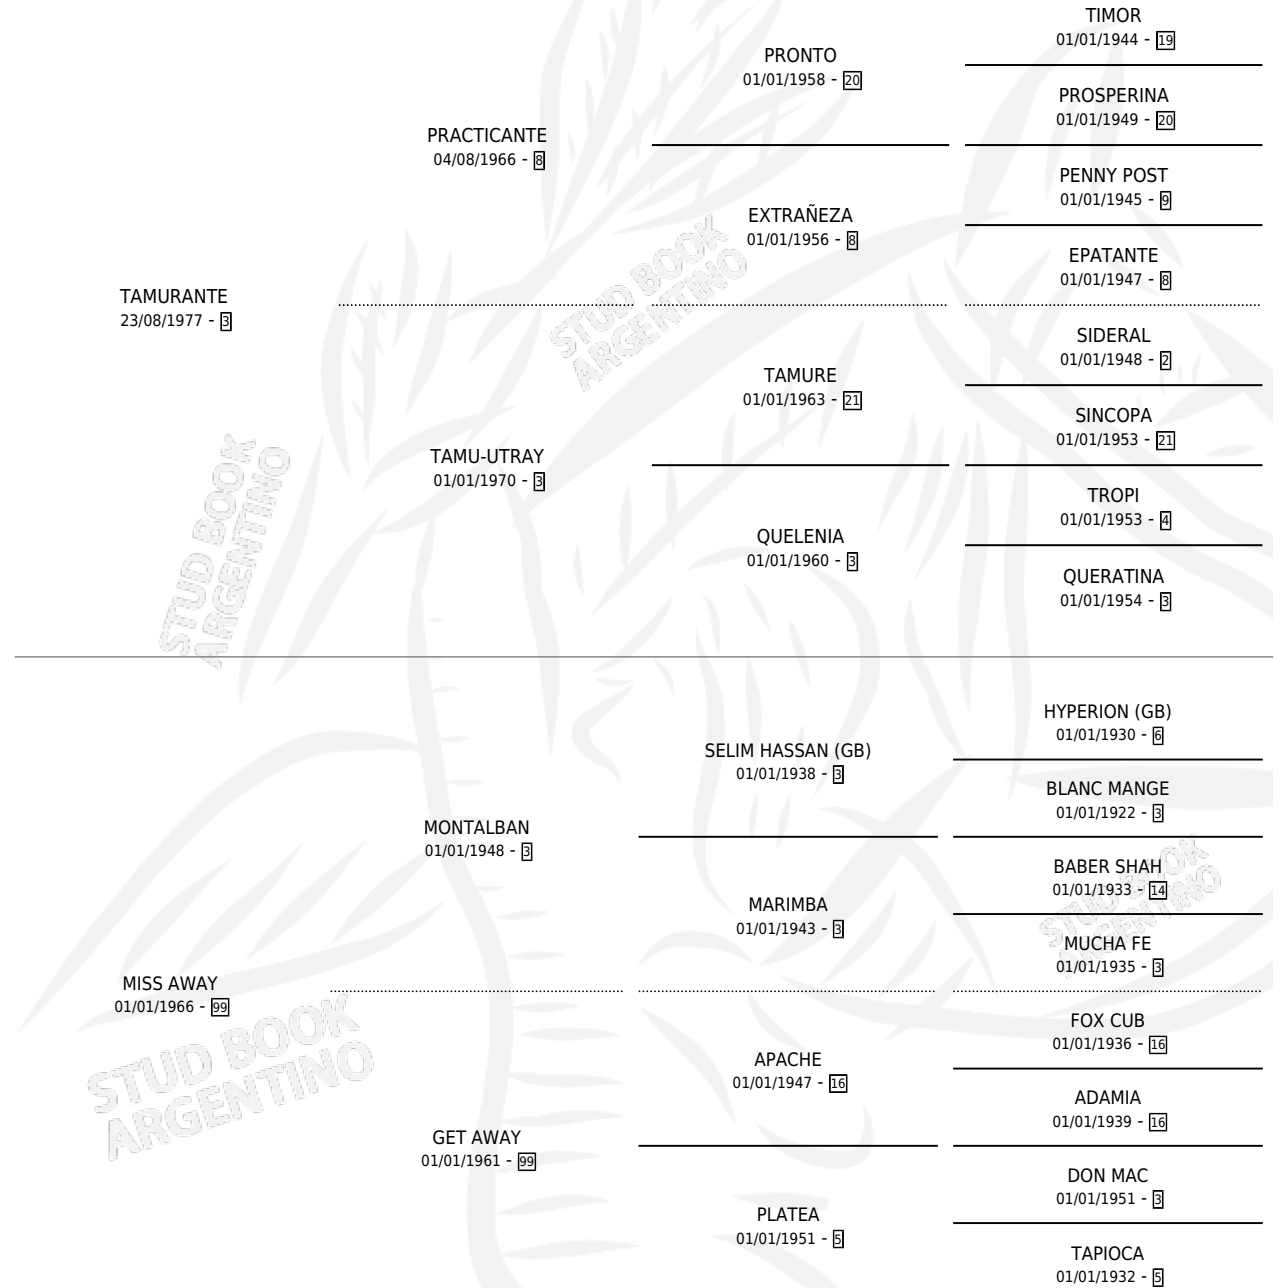 TIMOR
01/01/1944 - 19
PRONTO
01/01/1958 - 20
PROSPERINA
01/01/1949 - 20
PRACTICANTE
04/08/1966 - 8
PENNY POST
01/01/1945 - 9
EXTRAÑEZA
01/01/1956 - 8
EPATANTE
01/01/1947 - 8
TAMURANTE
23/08/1977 - 3
SIDERAL
01/01/1948 - 2
TAMURE
01/01/1963 - 21
SINCOPA
01/01/1953 - 21
TAMU-UTRAY
01/01/1970 - 3
TROPI
01/01/1953 - 4
QUELENIA
01/01/1960 - 3
QUERATINA
01/01/1954 - 3
HYPERION (GB)
01/01/1930 - 6
SELIM HASSAN (GB)
01/01/1938 - 3
BLANC MANGE
01/01/1922 - 3
MONTALBAN
01/01/1948 - 3
BABER SHAH
01/01/1933 - 14
MARIMBA
01/01/1943 - 3
MUCHA FE
01/01/1935 - 3
MISS AWAY
01/01/1966 - 99
FOX CUB
01/01/1936 - 16
APACHE
01/01/1947 - 16
ADAMIA
01/01/1939 - 16
GET AWAY
01/01/1961 - 99
DON MAC
01/01/1951 - 3
PLATEA
01/01/1951 - 5
TAPIOCA
01/01/1932 - 5
STUD BOOK
ARGENTINO
STUD BOOK
ARGENTINO
STUD BOOK
ARGENTINO
STUD BOOK
ARGENTINO